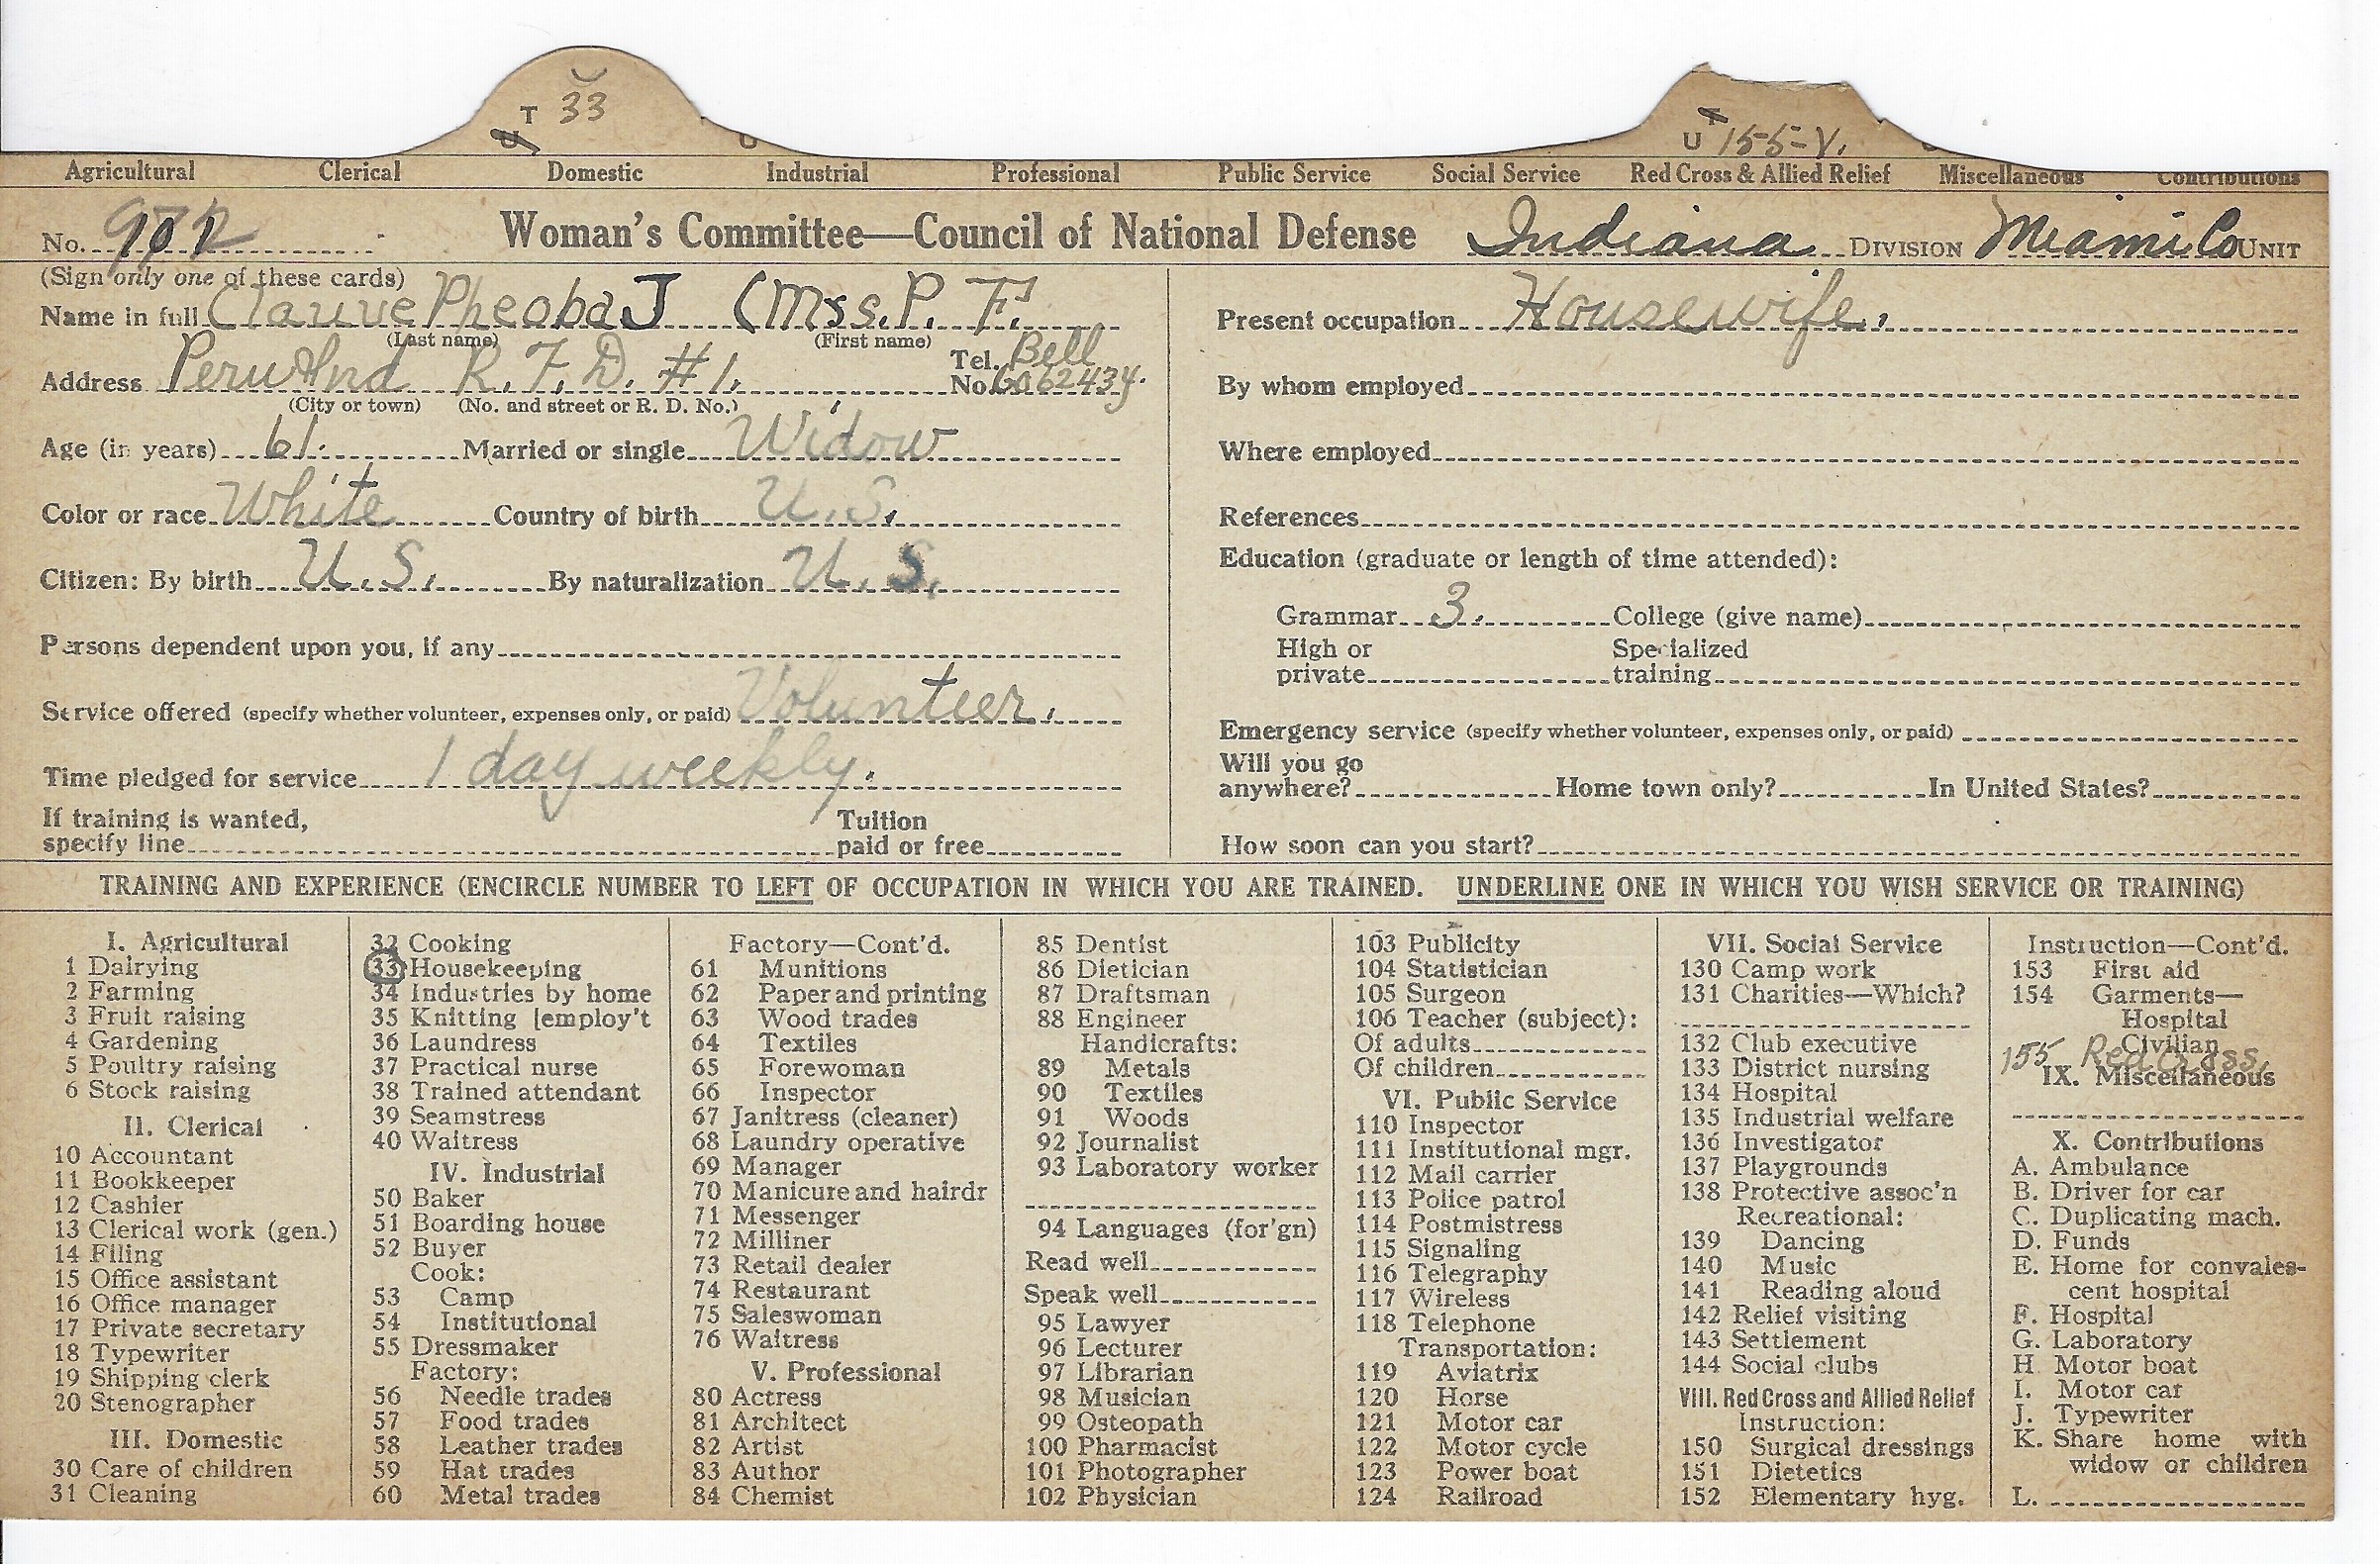 T 33
U
U 155-V.
Agricultural Clerical Domestic Industrial Professional Public Service Social Service Red Cross & Allied Relief Miscellaneous Contributions
No. Woman's Committee—Council of National Defense Indiana DIVISION Miami Co UNIT
(Sign only one of these cards)
Name in full Clauve Pheoba J (Mrs. P. F.
(Last name) (First name)
Address Peru Ind R. F. D. #1. Tel. No. Bell
(City or town) (No. and street or R. D. No.)
Age (in years) 61. Married or single Widow
Color or race White Country of birth U.S.
Citizen: By birth U.S. By naturalization U.S.
Persons dependent upon you, if any
Service offered (specify whether volunteer, expenses only, or paid) Volunteer.
Time pledged for service 1 day weekly.
If training is wanted,
specify line
Tuition
paid or free
Present occupation Housewife.
By whom employed
Where employed
References
Education (graduate or length of time attended):
Grammar 3. College (give name)
High or
private
Specialized
training
Emergency service (specify whether volunteer, expenses only, or paid)
Will you go
anywhere? Home town only? In United States?
How soon can you start?
TRAINING AND EXPERIENCE (ENCIRCLE NUMBER TO LEFT OF OCCUPATION IN WHICH YOU ARE TRAINED. UNDERLINE ONE IN WHICH YOU WISH SERVICE OR TRAINING)
I. Agricultural
1 Dairying
2 Farming
3 Fruit raising
4 Gardening
5 Poultry raising
6 Stock raising
II. Clerical
10 Accountant
11 Bookkeeper
12 Cashier
13 Clerical work (gen.)
14 Filing
15 Office assistant
16 Office manager
17 Private secretary
18 Typewriter
19 Shipping clerk
20 Stenographer
III. Domestic
30 Care of children
31 Cleaning
32 Cooking
33 Housekeeping
34 Industries by home
35 Knitting [employ't
36 Laundress
37 Practical nurse
38 Trained attendant
39 Seamstress
40 Waitress
IV. Industrial
50 Baker
51 Boarding house
52 Buyer
Cook:
53 Camp
54 Institutional
55 Dressmaker
Factory:
56 Needle trades
57 Food trades
58 Leather trades
59 Hat trades
60 Metal trades
Factory—Cont'd.
61 Munitions
62 Paper and printing
63 Wood trades
64 Textiles
65 Forewoman
66 Inspector
67 Janitress (cleaner)
68 Laundry operative
69 Manager
70 Manicure and hairdr
71 Messenger
72 Milliner
73 Retail dealer
74 Restaurant
75 Saleswoman
76 Waitress
V. Professional
80 Actress
81 Architect
82 Artist
83 Author
84 Chemist
85 Dentist
86 Dietician
87 Draftsman
88 Engineer
Handicrafts:
89 Metals
90 Textiles
91 Woods
92 Journalist
93 Laboratory worker
94 Languages (for'gn)
Read well
Speak well
95 Lawyer
96 Lecturer
97 Librarian
98 Musician
99 Osteopath
100 Pharmacist
101 Photographer
102 Physician
103 Publicity
104 Statistician
105 Surgeon
106 Teacher (subject):
Of adults
Of children
VI. Public Service
110 Inspector
111 Institutional mgr.
112 Mail carrier
113 Police patrol
114 Postmistress
115 Signaling
116 Telegraphy
117 Wireless
118 Telephone
Transportation:
119 Aviatrix
120 Horse
121 Motor car
122 Motor cycle
123 Power boat
124 Railroad
VII. Social Service
130 Camp work
131 Charities—Which?
132 Club executive
133 District nursing
134 Hospital
135 Industrial welfare
136 Investigator
137 Playgrounds
138 Protective assoc'n
Recreational:
139 Dancing
140 Music
141 Reading aloud
142 Relief visiting
143 Settlement
144 Social clubs
VIII. Red Cross and Allied Relief
Instruction:
150 Surgical dressings
151 Dietetics
152 Elementary hyg.
Instruction—Cont'd.
153 First aid
154 Garments—
Hospital
Civilian
155 Red Cross.
IX. Miscellaneous
X. Contributions
A. Ambulance
B. Driver for car
C. Duplicating mach.
D. Funds
E. Home for convales-
cent hospital
F. Hospital
G. Laboratory
H Motor boat
I. Motor car
J. Typewriter
K. Share home with
widow or children
L.